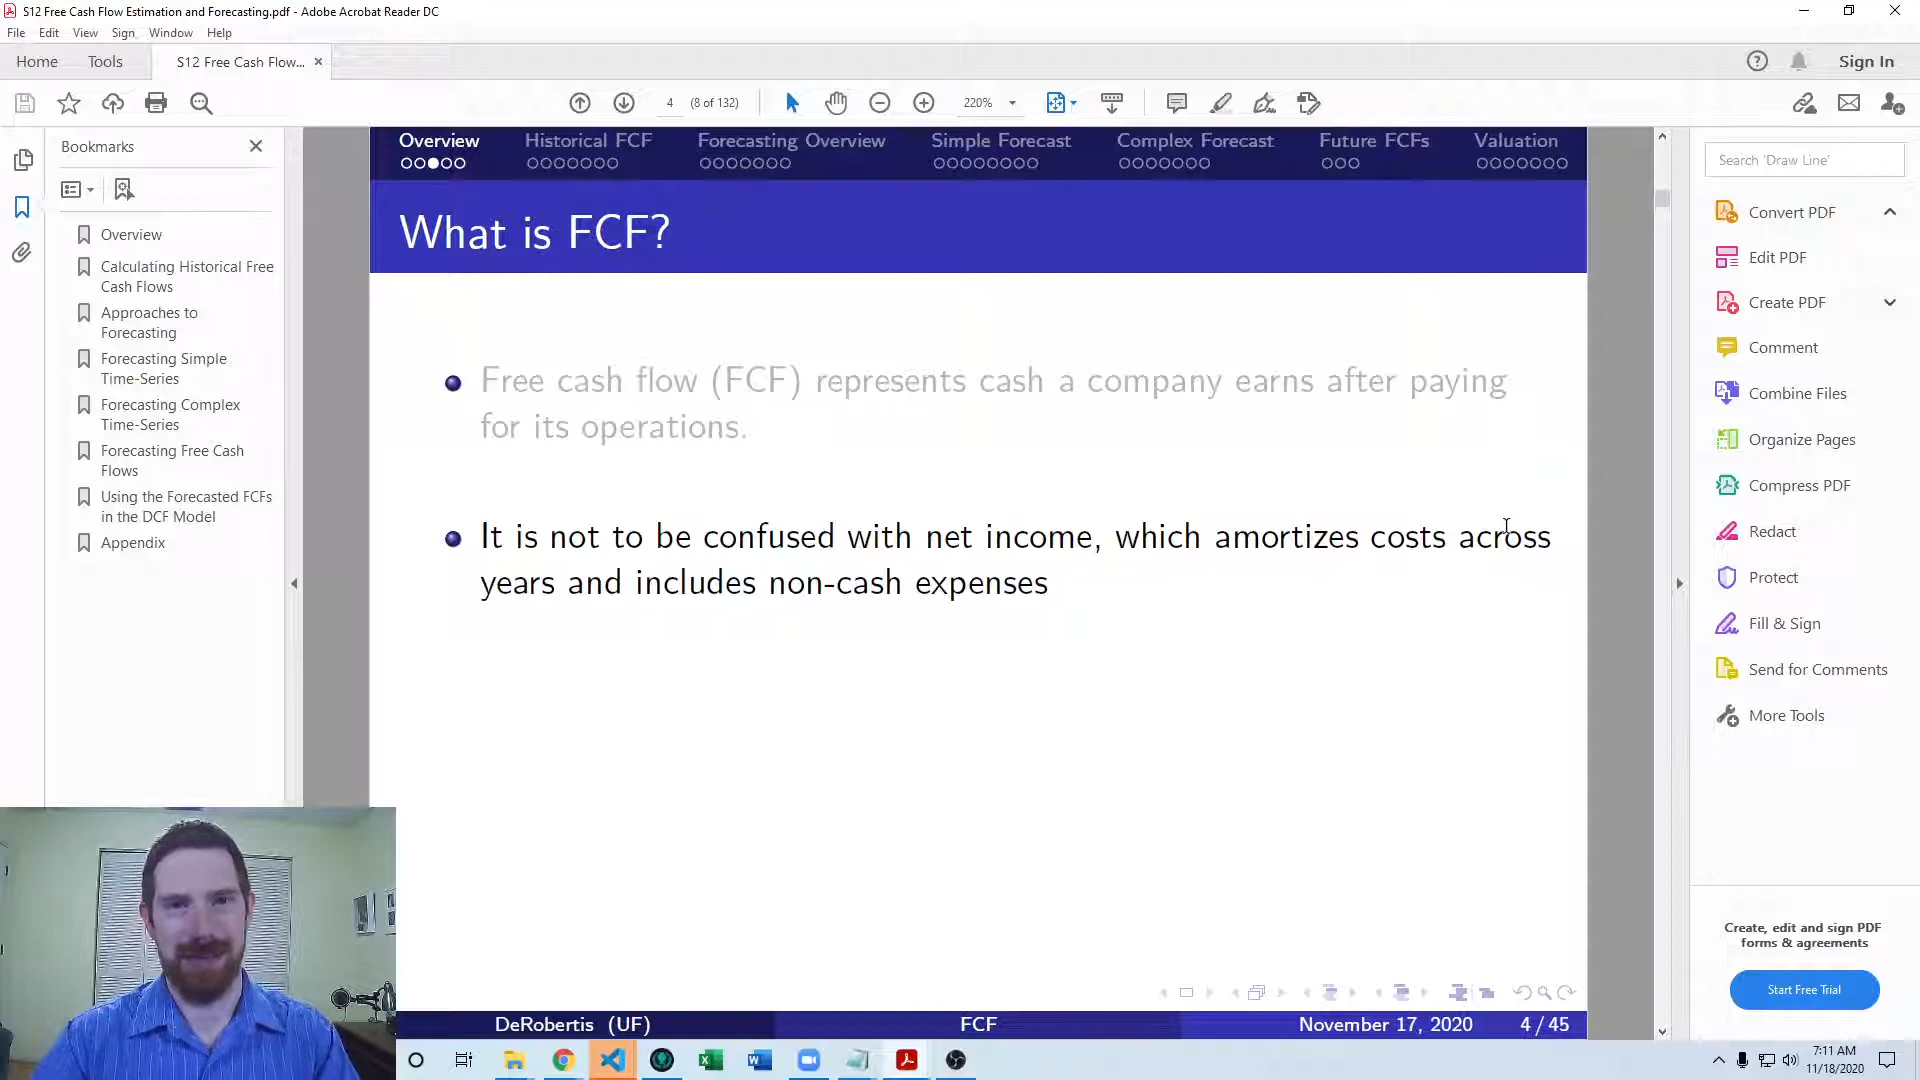 S12 Free Cash Flow Estimation and Forecasting.pdf - Adobe Acrobat Reader DC
File Edit View Sign Window Help
Home Tools S12 Free Cash Flow... × Sign In
4 (8 of 132) 220%
Bookmarks
Overview
Calculating Historical Free
Cash Flows
Approaches to
Forecasting
Forecasting Simple
Time-Series
Forecasting Complex
Time-Series
Forecasting Free Cash
Flows
Using the Forecasted FCFs
in the DCF Model
Appendix
Overview Historical FCF Forecasting Overview Simple Forecast Complex Forecast Future FCFs Valuation
What is FCF?
Free cash flow (FCF) represents cash a company earns after paying
for its operations.
It is not to be confused with net income, which amortizes costs across
years and includes non-cash expenses
DeRobertis (UF) FCF November 17, 2020 4 / 45
Search 'Draw Line'
Convert PDF
Edit PDF
Create PDF
Comment
Combine Files
Organize Pages
Compress PDF
Redact
Protect
Fill & Sign
Send for Comments
More Tools
Create, edit and sign PDF
forms & agreements
Start Free Trial
7:11 AM
11/18/2020